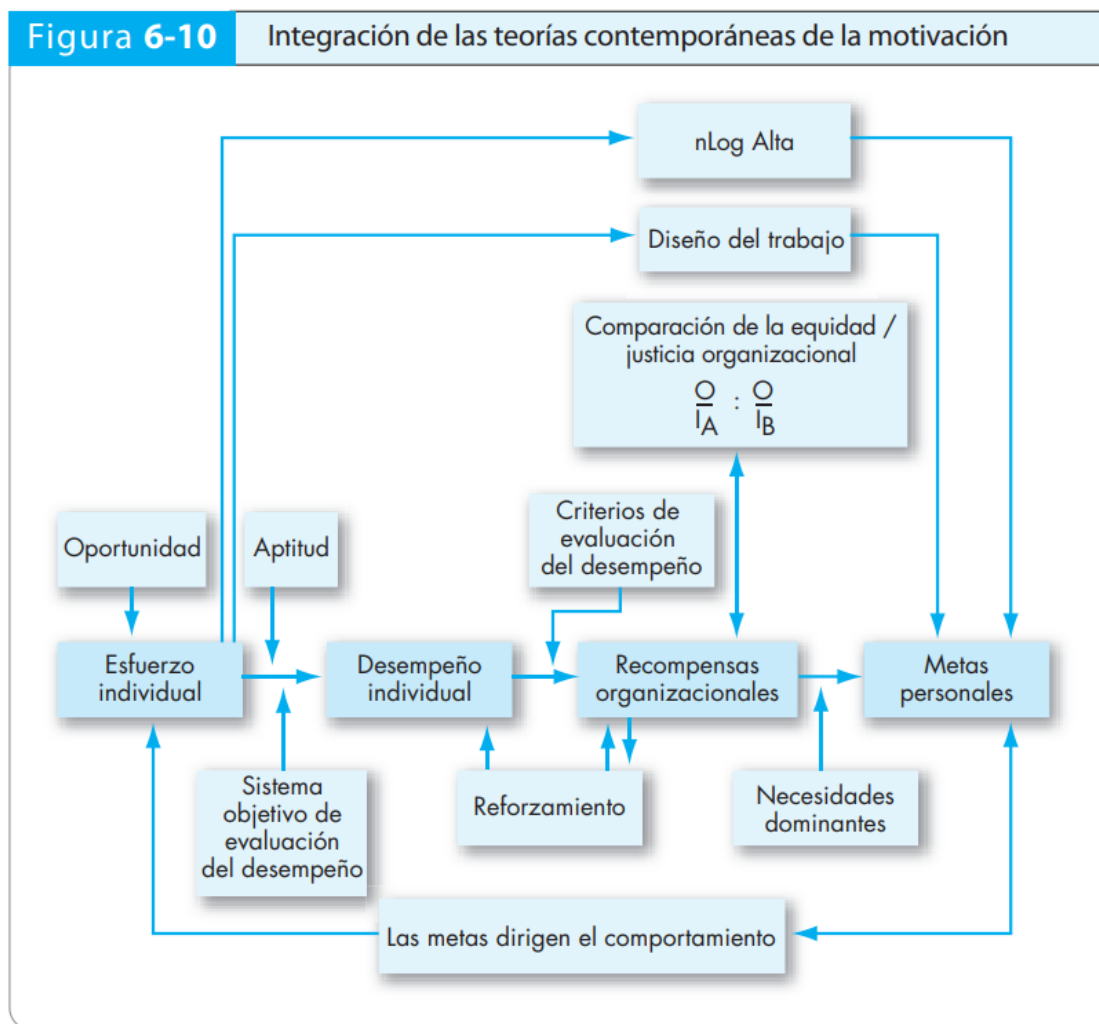 Figura 6-10 Integración de las teorías contemporáneas de la motivación
nLog Alta
Diseño del trabajo
Comparación de la equidad /
justicia organizacional
O : O
IA IB
Criterios de
evaluación
del desempeño
Oportunidad
Aptitud
Esfuerzo
individual
Desempeño
individual
Recompensas
organizacionales
Metas
personales
Sistema
objetivo de
evaluación
del desempeño
Reforzamiento
Necesidades
dominantes
Las metas dirigen el comportamiento